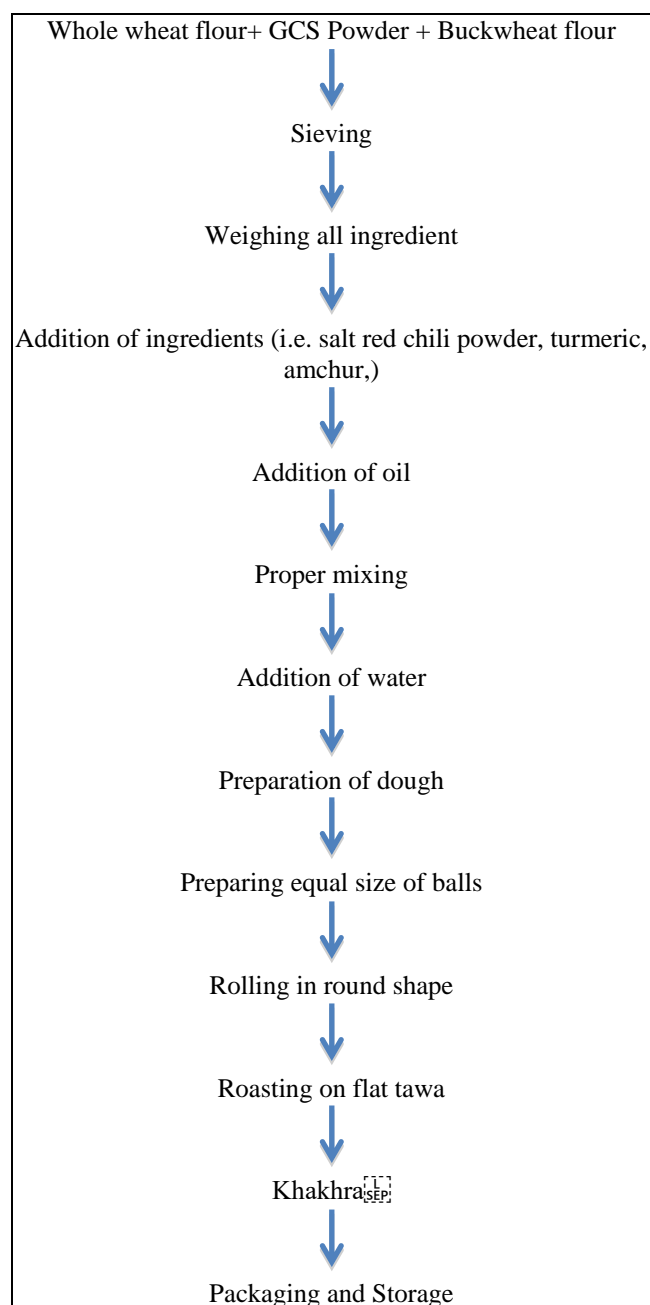 Whole wheat flour+ GCS Powder + Buckwheat flour
Sieving
Weighing all ingredient
Addition of ingredients (i.e. salt red chili powder, turmeric,
amchur,)
Addition of oil
Proper mixing
Addition of water
Preparation of dough
Preparing equal size of balls
Rolling in round shape
Roasting on flat tawa
Khakhra
L SEP
Packaging and Storage